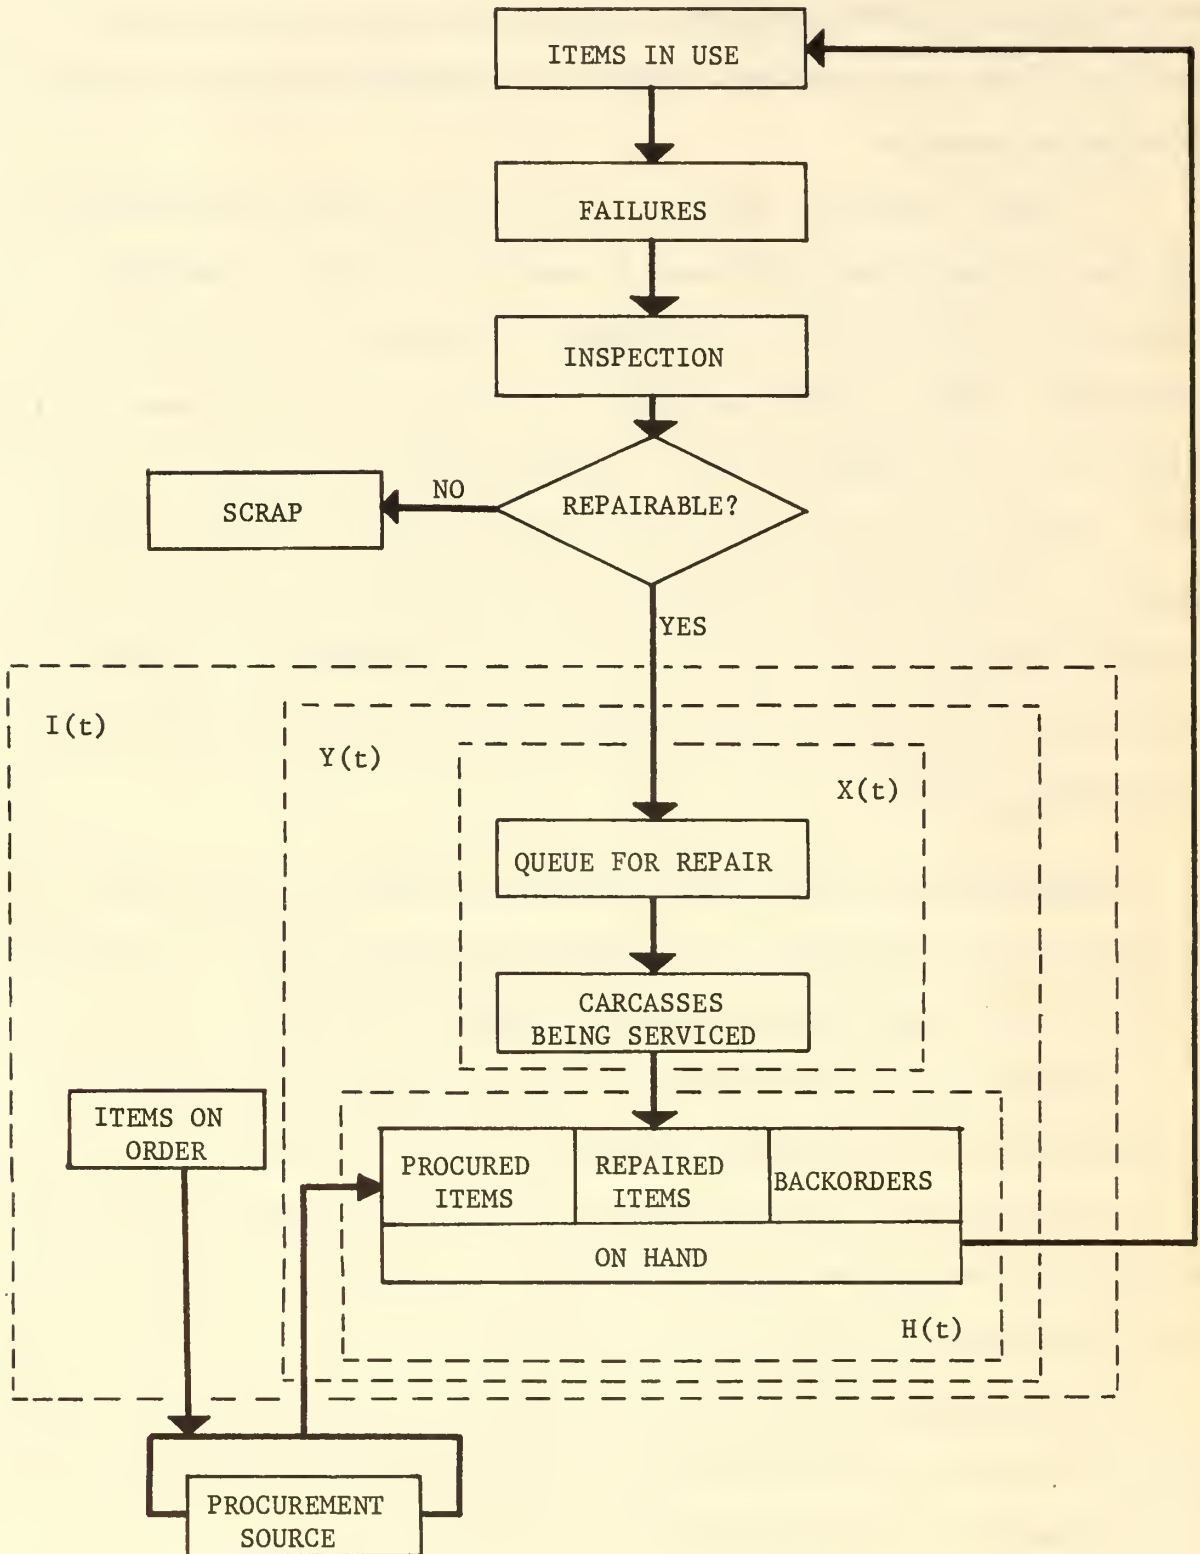 ITEMS IN USE
FAILURES
INSPECTION
REPAIRABLE?
NO
SCRAP
YES
I(t)
Y(t)
X(t)
QUEUE FOR REPAIR
CARCASSES
BEING SERVICED
ITEMS ON
ORDER
PROCURED
ITEMS
REPAIRED
ITEMS
BACKORDERS
ON HAND
H(t)
PROCUREMENT
SOURCE